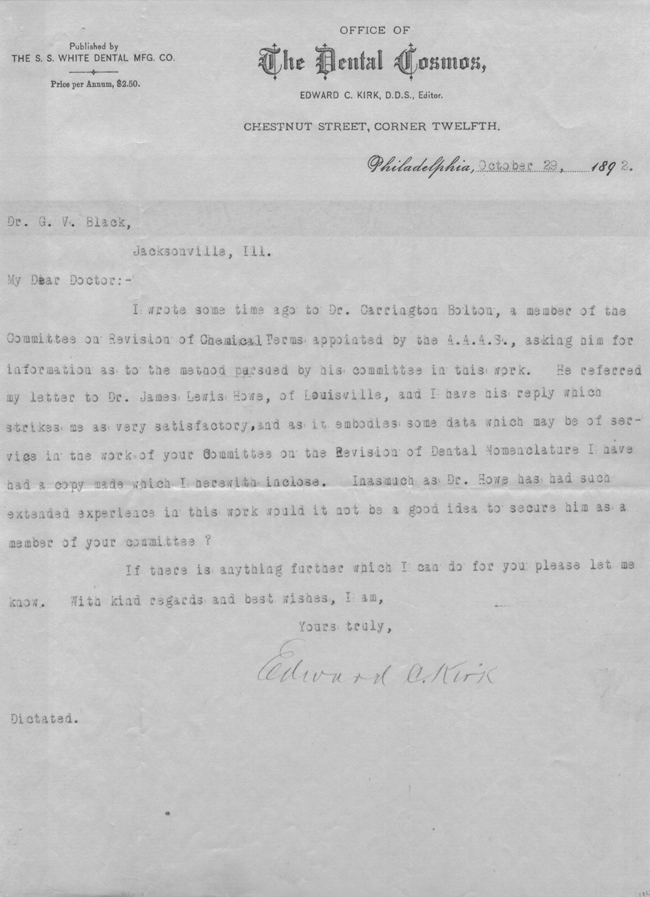 OFFICE OF
Published by
The Dental Cosmos,
THE S. S. WHITE DENTAL MFG. CO.
Price per Annum, $2.50.
EDWARD C. KIRK, D.D.S., Editor.
CHESTNUT STREET, CORNER TWELFTH.
Philadelphia, October 29, 1892.
Dr. G. V. Black,
Jacksonville, Ill.
My Dear Doctor:-
I wrote some time ago to Dr. Carrington Bolton, a member of the
Committee on Revision of Chemical Terms appointed by the A.A.A.S., asking him for
information as to the method pursued by his committee in this work. He referred
my letter to Dr. James Lewis Howe, of Louisville, and I have his reply which
strikes me as very satisfactory, and as it embodies some data which may be of ser-
vice in the work of your Committee on the Revision of Dental Nomenclature I have
had a copy made which I herewith inclose. Inasmuch as Dr. Howe has had such
extended experience in this work would it not be a good idea to secure him as a
member of your committee ?
If there is anything further which I can do for you please let me
know. With kind regards and best wishes, I am,
Yours truly,
Edward C. Kirk
Dictated.